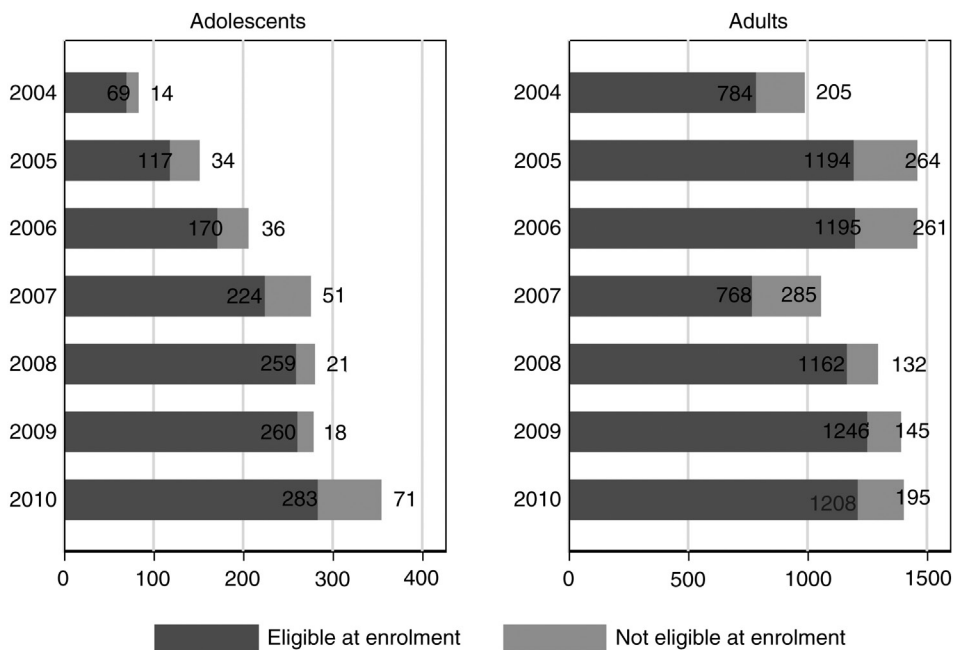 Adolescents
2004 69 14
2005 117 34
2006 170 36
2007 224 51
2008 259 21
2009 260 18
2010 283 71
0 100 200 300 400
Adults
2004 784 205
2005 1194 264
2006 1195 261
2007 768 285
2008 1162 132
2009 1246 145
2010 1208 195
0 500 1000 1500
Eligible at enrolment Not eligible at enrolment